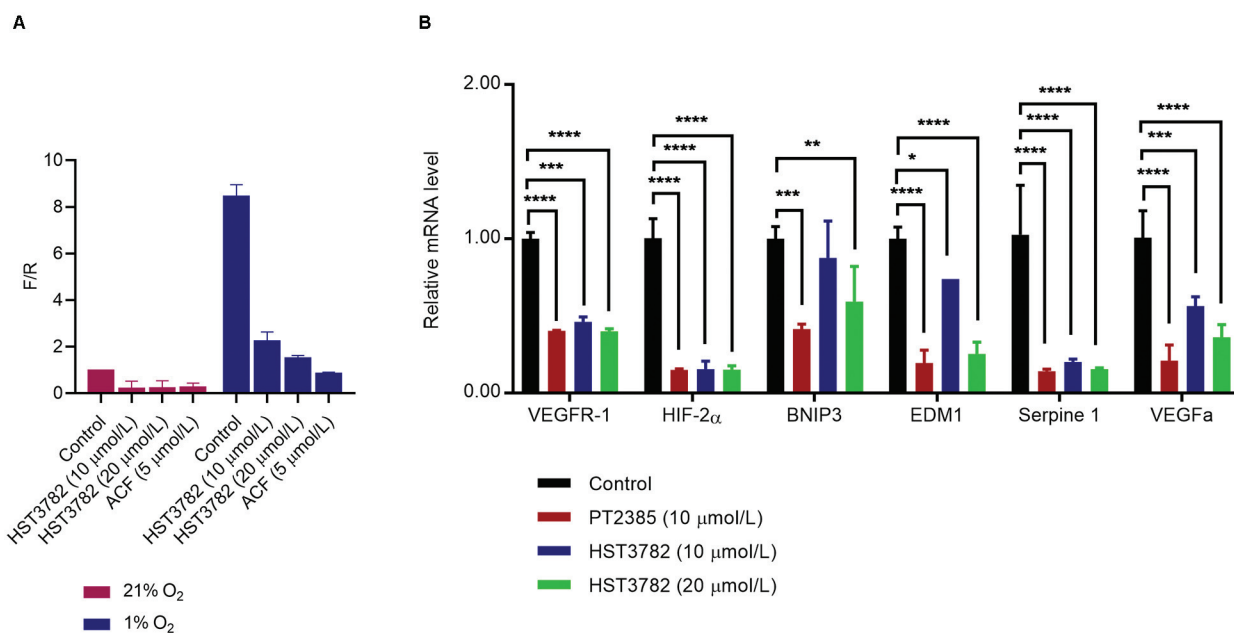 A
B
10
8
6
4
2
0
F/R
Control
HST3782 (10 μmol/L)
HST3782 (20 μmol/L)
ACF (5 μmol/L)
Control
HST3782 (10 μmol/L)
HST3782 (20 μmol/L)
ACF (5 μmol/L)
21% O₂
1% O₂
2.00
1.00
0.00
Relative mRNA level
****
***
****
****
****
****
**
***
****
*
****
****
****
****
****
***
****
VEGFR-1
HIF-2α
BNIP3
EDM1
Serpine 1
VEGFa
Control
PT2385 (10 μmol/L)
HST3782 (10 μmol/L)
HST3782 (20 μmol/L)